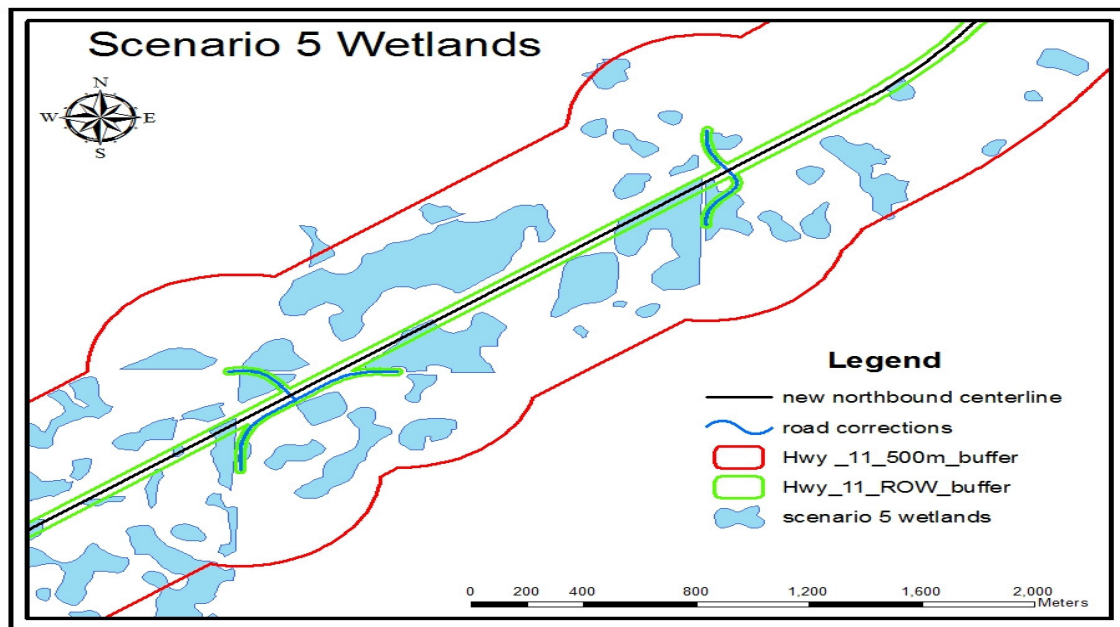 Scenario 5 Wetlands
N
W E
S
Legend
new northbound centerline
road corrections
Hwy _11_500m_buffer
Hwy_11_ROW_buffer
scenario 5 wetlands
0 200 400 800 1,200 1,600 2,000
Meters